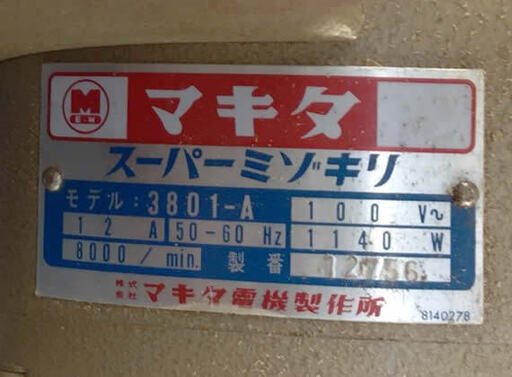 M
E.W
マキタ
スーパーミゾキリ
モデル: 3801-A 100 V~
12 A 50-60 Hz 1140 W
8000 / min. 製番
株式会社 マキタ電機製作所
8140278